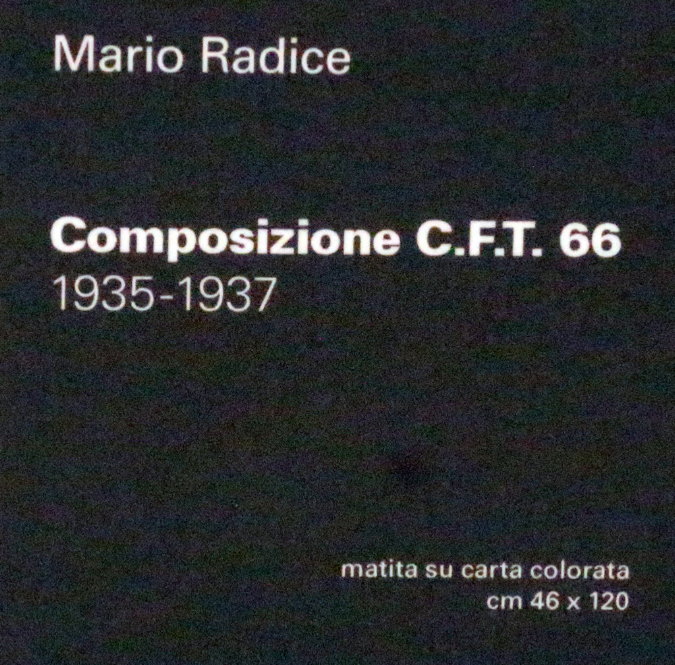 Mario Radice
Composizione C.F.T. 66
1935-1937
matita su carta colorata
cm 46 x 120